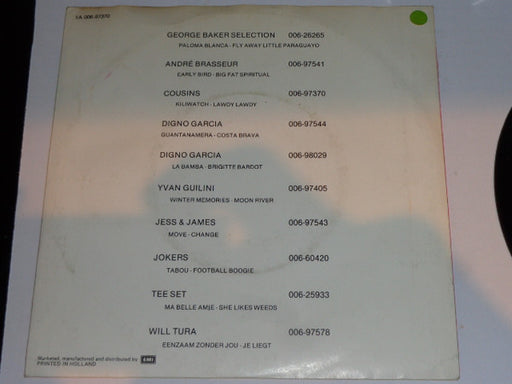 1A 006-97370
GEORGE BAKER SELECTION 006-26265
PALOMA BLANCA - FLY AWAY LITTLE PARAGUAYO
ANDRÉ BRASSEUR 006-97541
EARLY BIRD - BIG FAT SPIRITUAL
COUSINS 006-97370
KILIWATCH - LAWDY LAWDY
DIGNO GARCIA 006-97544
GUANTANAMERA - COSTA BRAVA
DIGNO GARCIA 006-98029
LA BAMBA - BRIGITTE BARDOT
YVAN GUILINI 006-97405
WINTER MEMORIES - MOON RIVER
JESS & JAMES 006-97543
MOVE - CHANGE
JOKERS 006-60420
TABOU - FOOTBALL BOOGIE
TEE SET 006-25933
MA BELLE AMIE - SHE LIKES WEEDS
WILL TURA 006-97578
EENZAAM ZONDER JOU - JE LIEGT
Marketed, manufactured and distributed by EMI
PRINTED IN HOLLAND